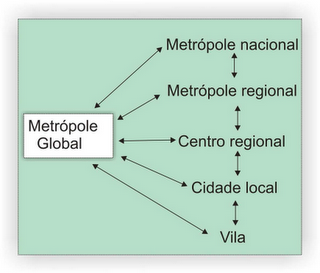 Metrópole nacional
Metrópole regional
Metrópole
Global
Centro regional
Cidade local
Vila